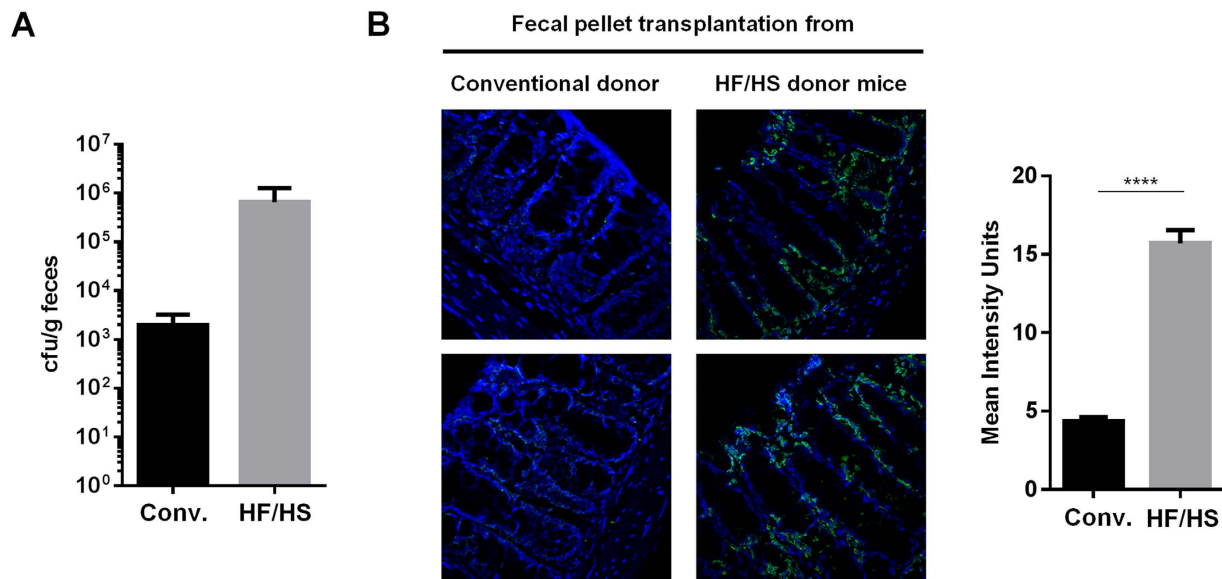 A
cfu/g feces
10⁷
10⁶
10⁵
10⁴
10³
10²
10¹
10⁰
Conv. HF/HS
B
Fecal pellet transplantation from
Conventional donor HF/HS donor mice
Mean Intensity Units
20
15
10
5
0
****
Conv. HF/HS